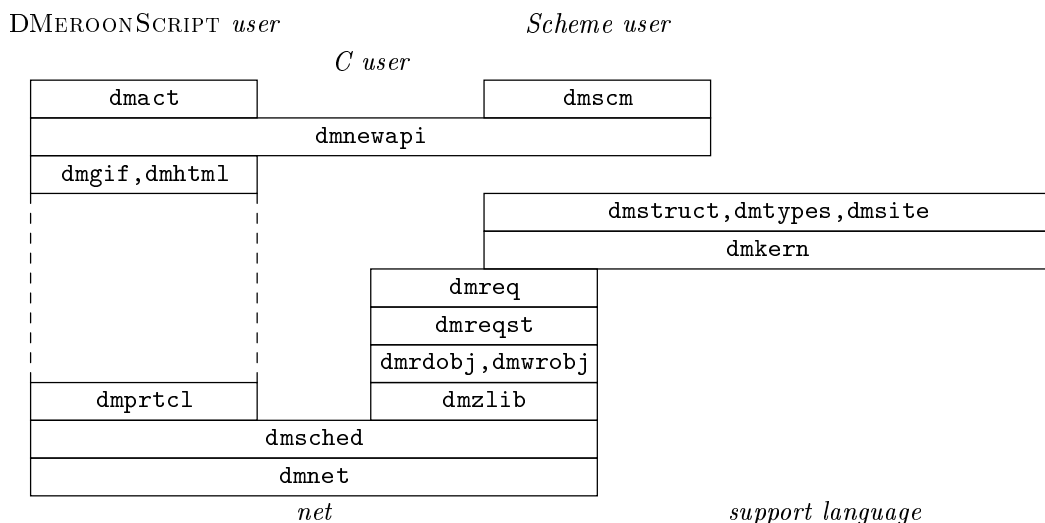 DMEROONSCRIPT user
Scheme user
C user
dmact
dmscm
dmnewapi
dmgif,dmhtml
dmstruct,dmtypes,dmsite
dmkern
dmreq
dmreqst
dmrdobj,dmwrobj
dmprtcl
dmzlib
dmsched
dmnet
net
support language